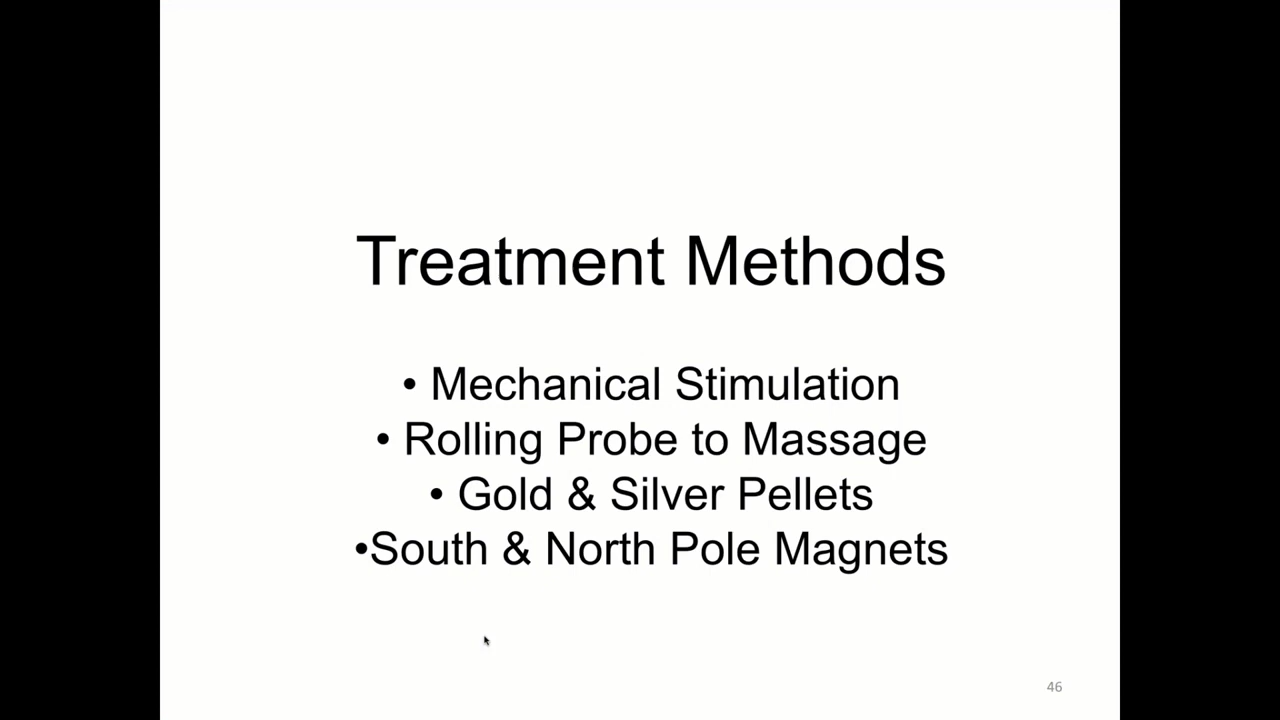 Treatment Methods
• Mechanical Stimulation
• Rolling Probe to Massage
• Gold & Silver Pellets
•South & North Pole Magnets
46